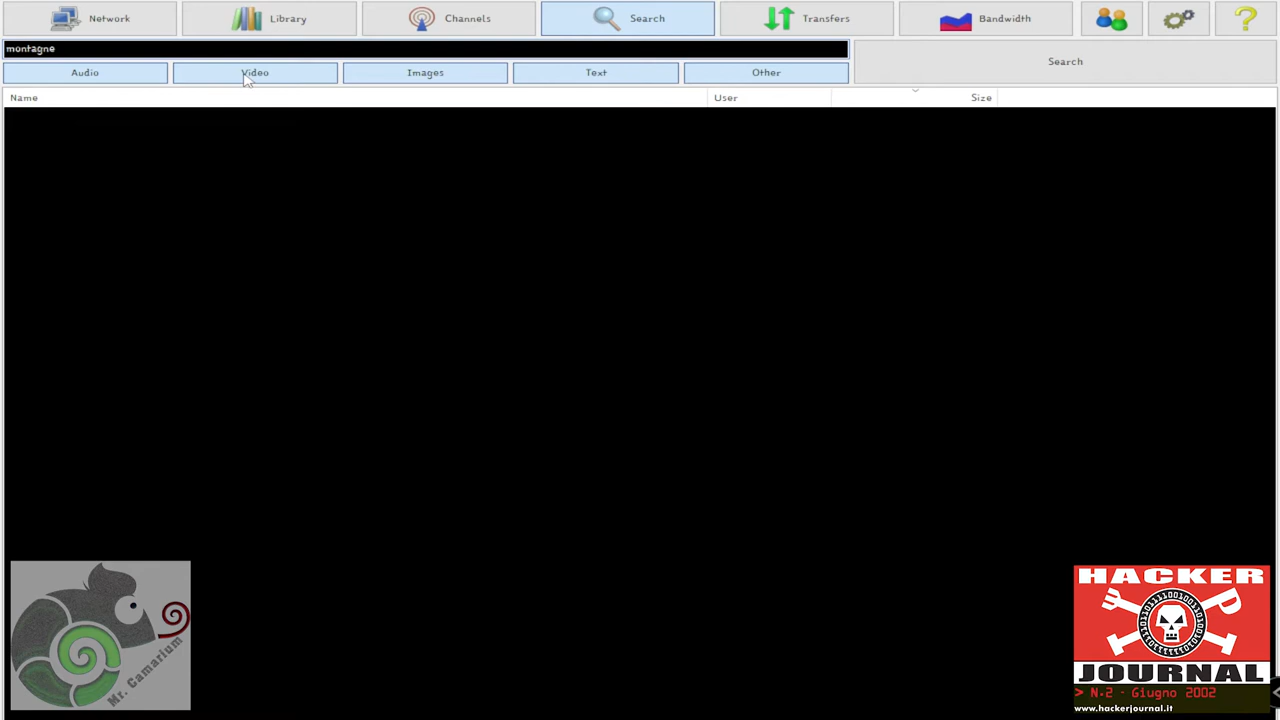 Network Library Channels Search Transfers Bandwidth
montagne
Audio Video Images Text Other Search
Name User Size
Mr. Camarium
HACKER
JOURNAL
> N.2 - Giugno 2002
www.hackerjournal.it